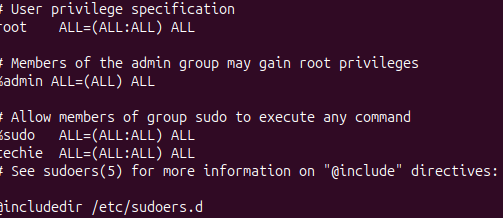 # User privilege specification
root ALL=(ALL:ALL) ALL
# Members of the admin group may gain root privileges
%admin ALL=(ALL) ALL
# Allow members of group sudo to execute any command
%sudo ALL=(ALL:ALL) ALL
techie ALL=(ALL:ALL) ALL
# See sudoers(5) for more information on "@include" directives:
@includedir /etc/sudoers.d